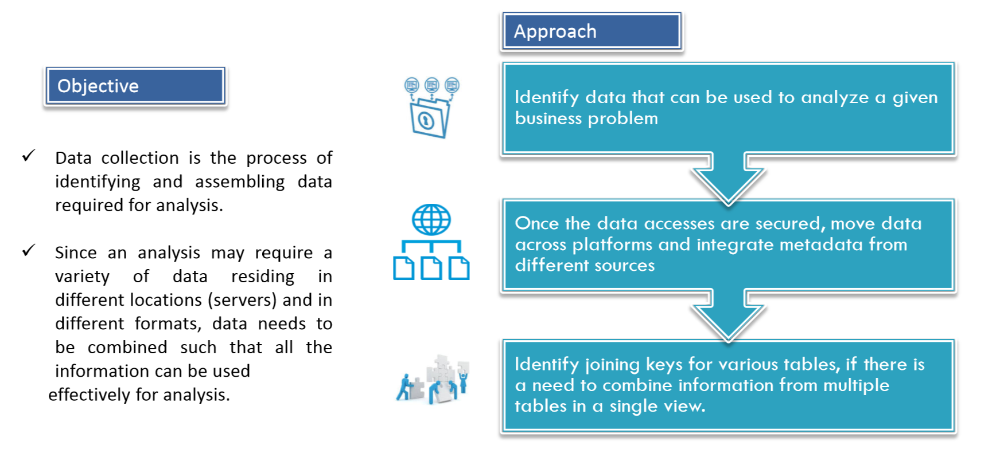 Objective
Data collection is the process of
identifying and assembling data
required for analysis.
Since an analysis may require a
variety of data residing in
different locations (servers) and in
different formats, data needs to
be combined such that all the
information can be used
effectively for analysis.
Approach
Identify data that can be used to analyze a given
business problem
Once the data accesses are secured, move data
across platforms and integrate metadata from
different sources
Identify joining keys for various tables, if there is
a need to combine information from multiple
tables in a single view.